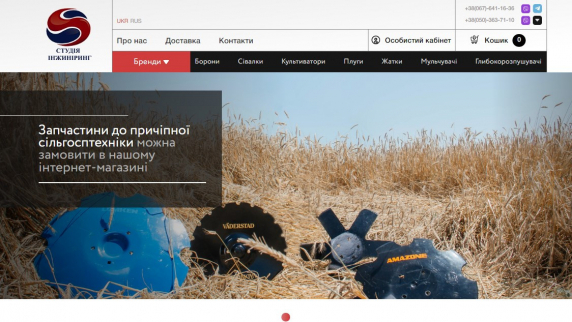 СТУДІЯ
ІНЖИНІРИНГ
UKR RUS
+38(067)-641-16-36
+38(050)-363-71-10
Про нас Доставка Контакти
Особистий кабінет
Кошик 0
Бренди Борони Сівалки Культиватори Плуги Жатки Мульчувачі Глибокорозпушувачі
Запчастини до причіпної
сільгосптехніки можна
замовити в нашому
інтернет-магазині
VÄDERSTAD
AMAZONE